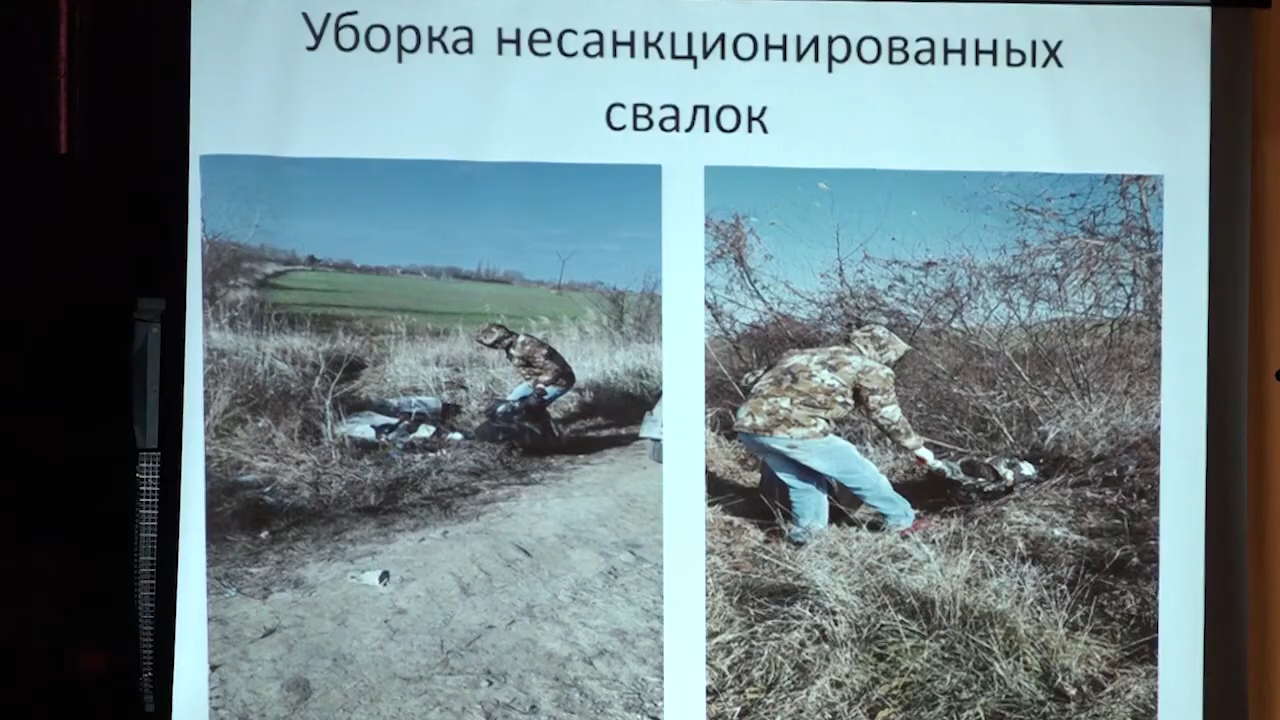 Уборка несанкционированных
свалок